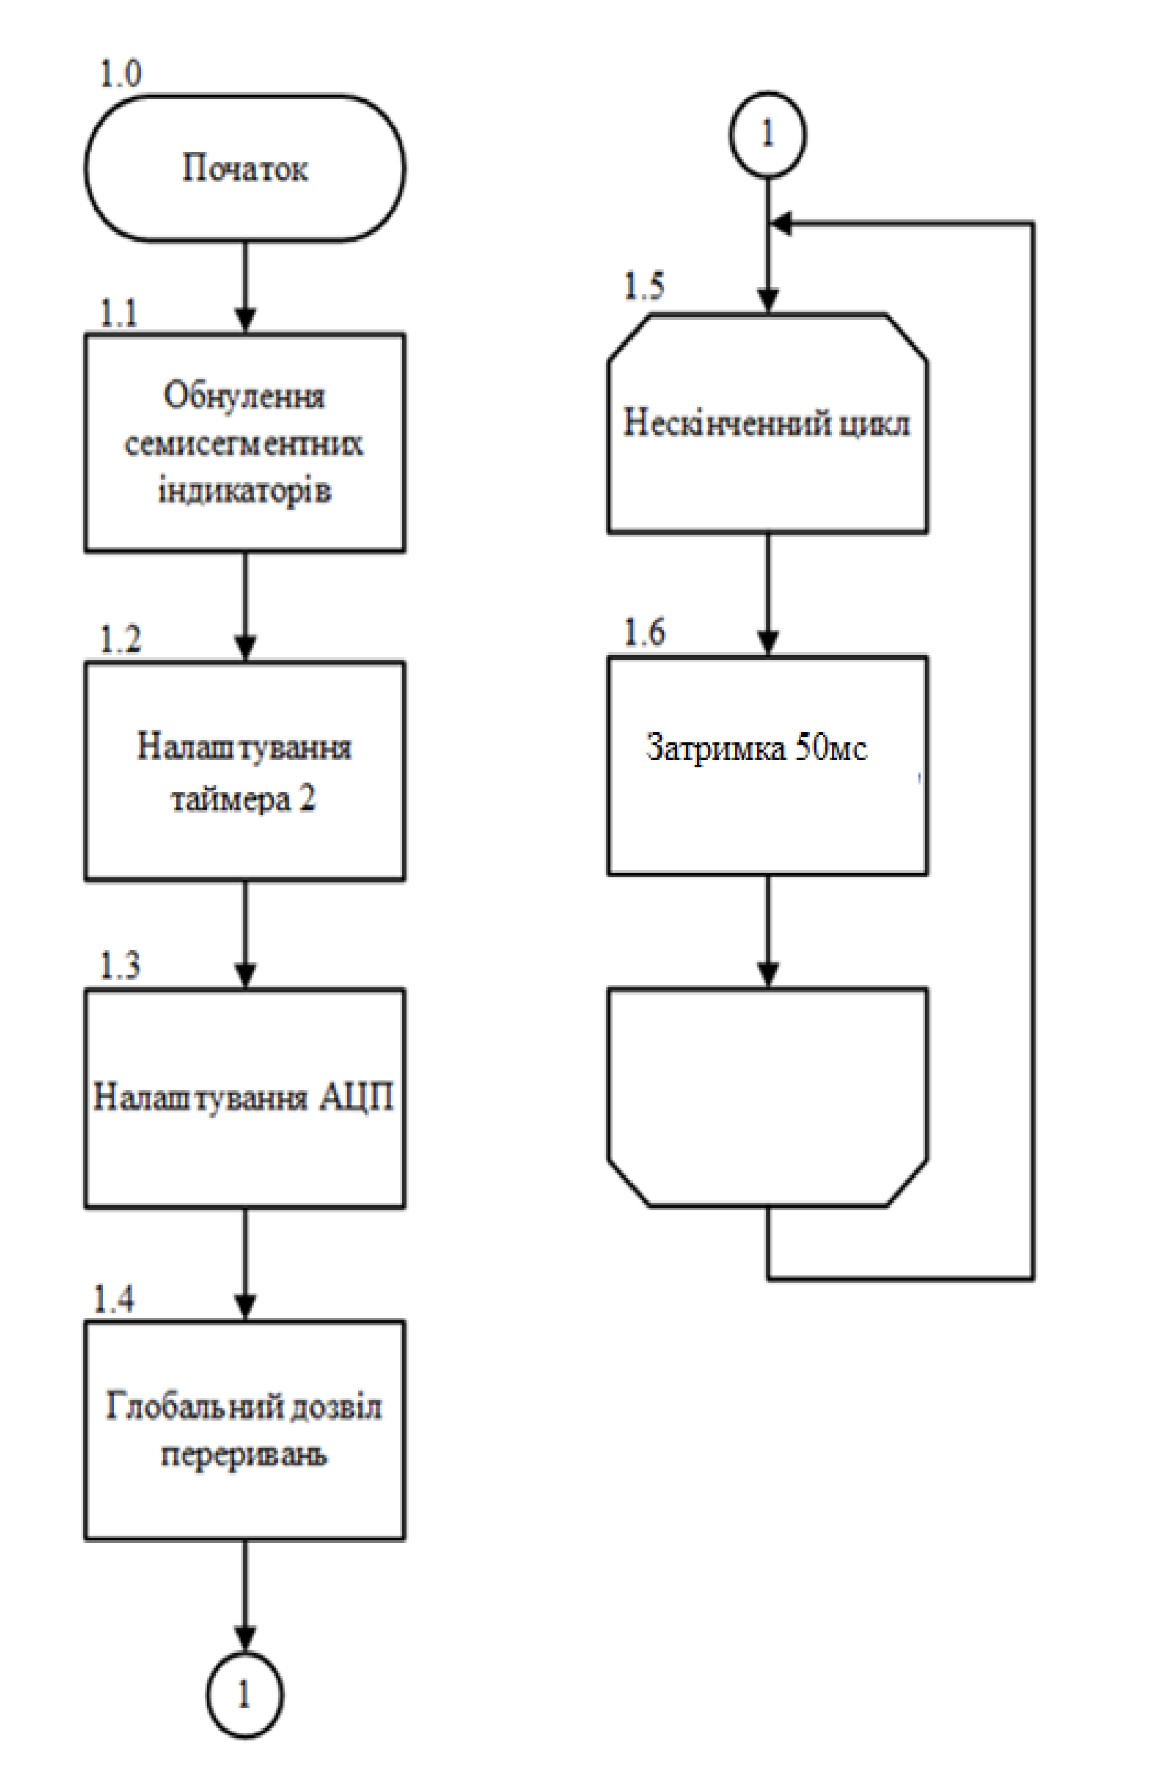 1.0
Початок
1.1
Обнулення
семисегментних
індикаторів
1.2
Налаштування
таймера 2
1.3
Налаштування АЦП
1.4
Глобальний дозвіл
переривань
1
1
1.5
Нескінченний цикл
1.6
Затримка 50мс